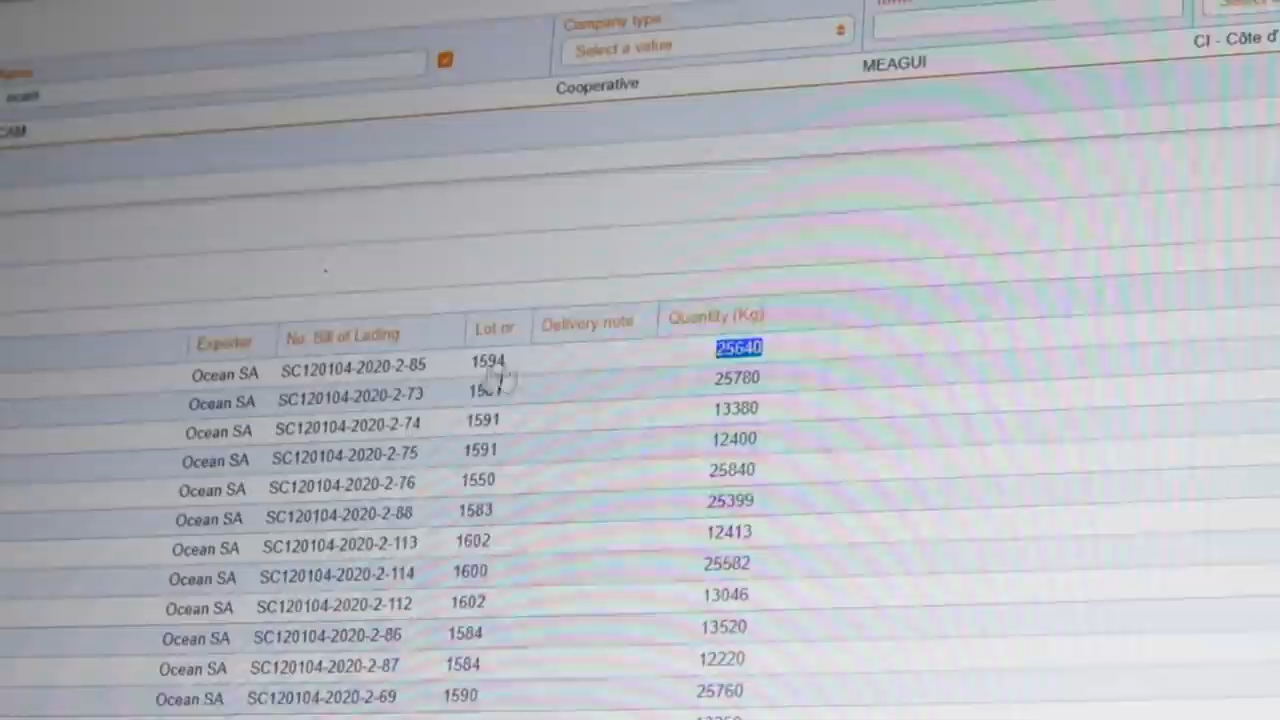 Company type
Select a value
Cooperative MEAGUI CI - Côte d'
CAM
Exporter No. Bill of Lading Lot or Delivery note Quantity (Kg)
Ocean SA SC120104-2020-2-85 1594 25640
Ocean SA SC120104-2020-2-73 25780
Ocean SA SC120104-2020-2-74 1591 13380
Ocean SA SC120104-2020-2-75 1591 12400
Ocean SA SC120104-2020-2-76 1550 25840
Ocean SA SC120104-2020-2-88 1583 25399
Ocean SA SC120104-2020-2-113 1602 12413
Ocean SA SC120104-2020-2-114 1600 25582
Ocean SA SC120104-2020-2-112 1602 13046
Ocean SA SC120104-2020-2-86 1584 13520
Ocean SA SC120104-2020-2-87 1584 12220
Ocean SA SC120104-2020-2-69 1590 25760